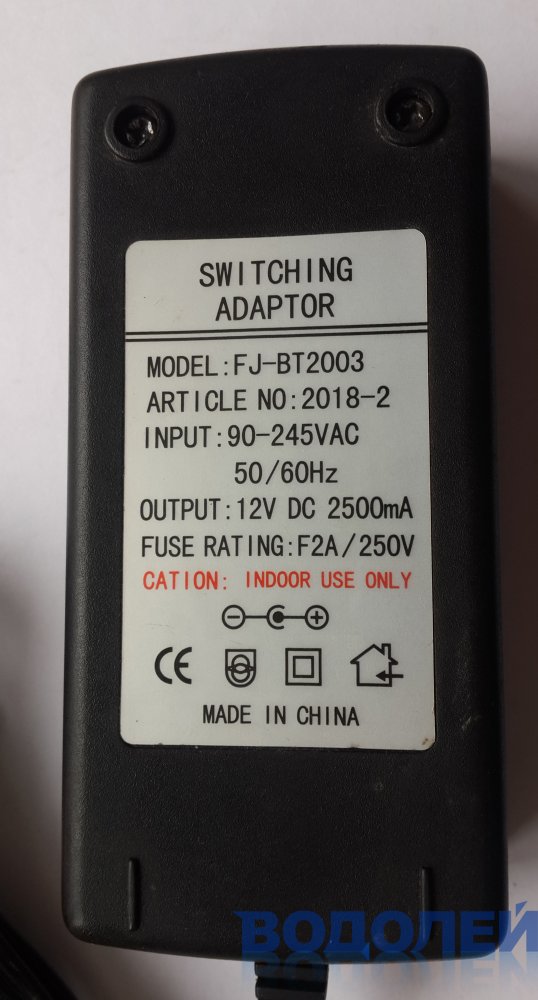 SWITCHING
ADAPTOR
MODEL:FJ-BT2003
ARTICLE NO:2018-2
INPUT:90-245VAC
50/60Hz
OUTPUT:12V DC 2500mA
FUSE RATING:F2A/250V
CATION: INDOOR USE ONLY
CE
MADE IN CHINA
ВОДОЛЕЙ